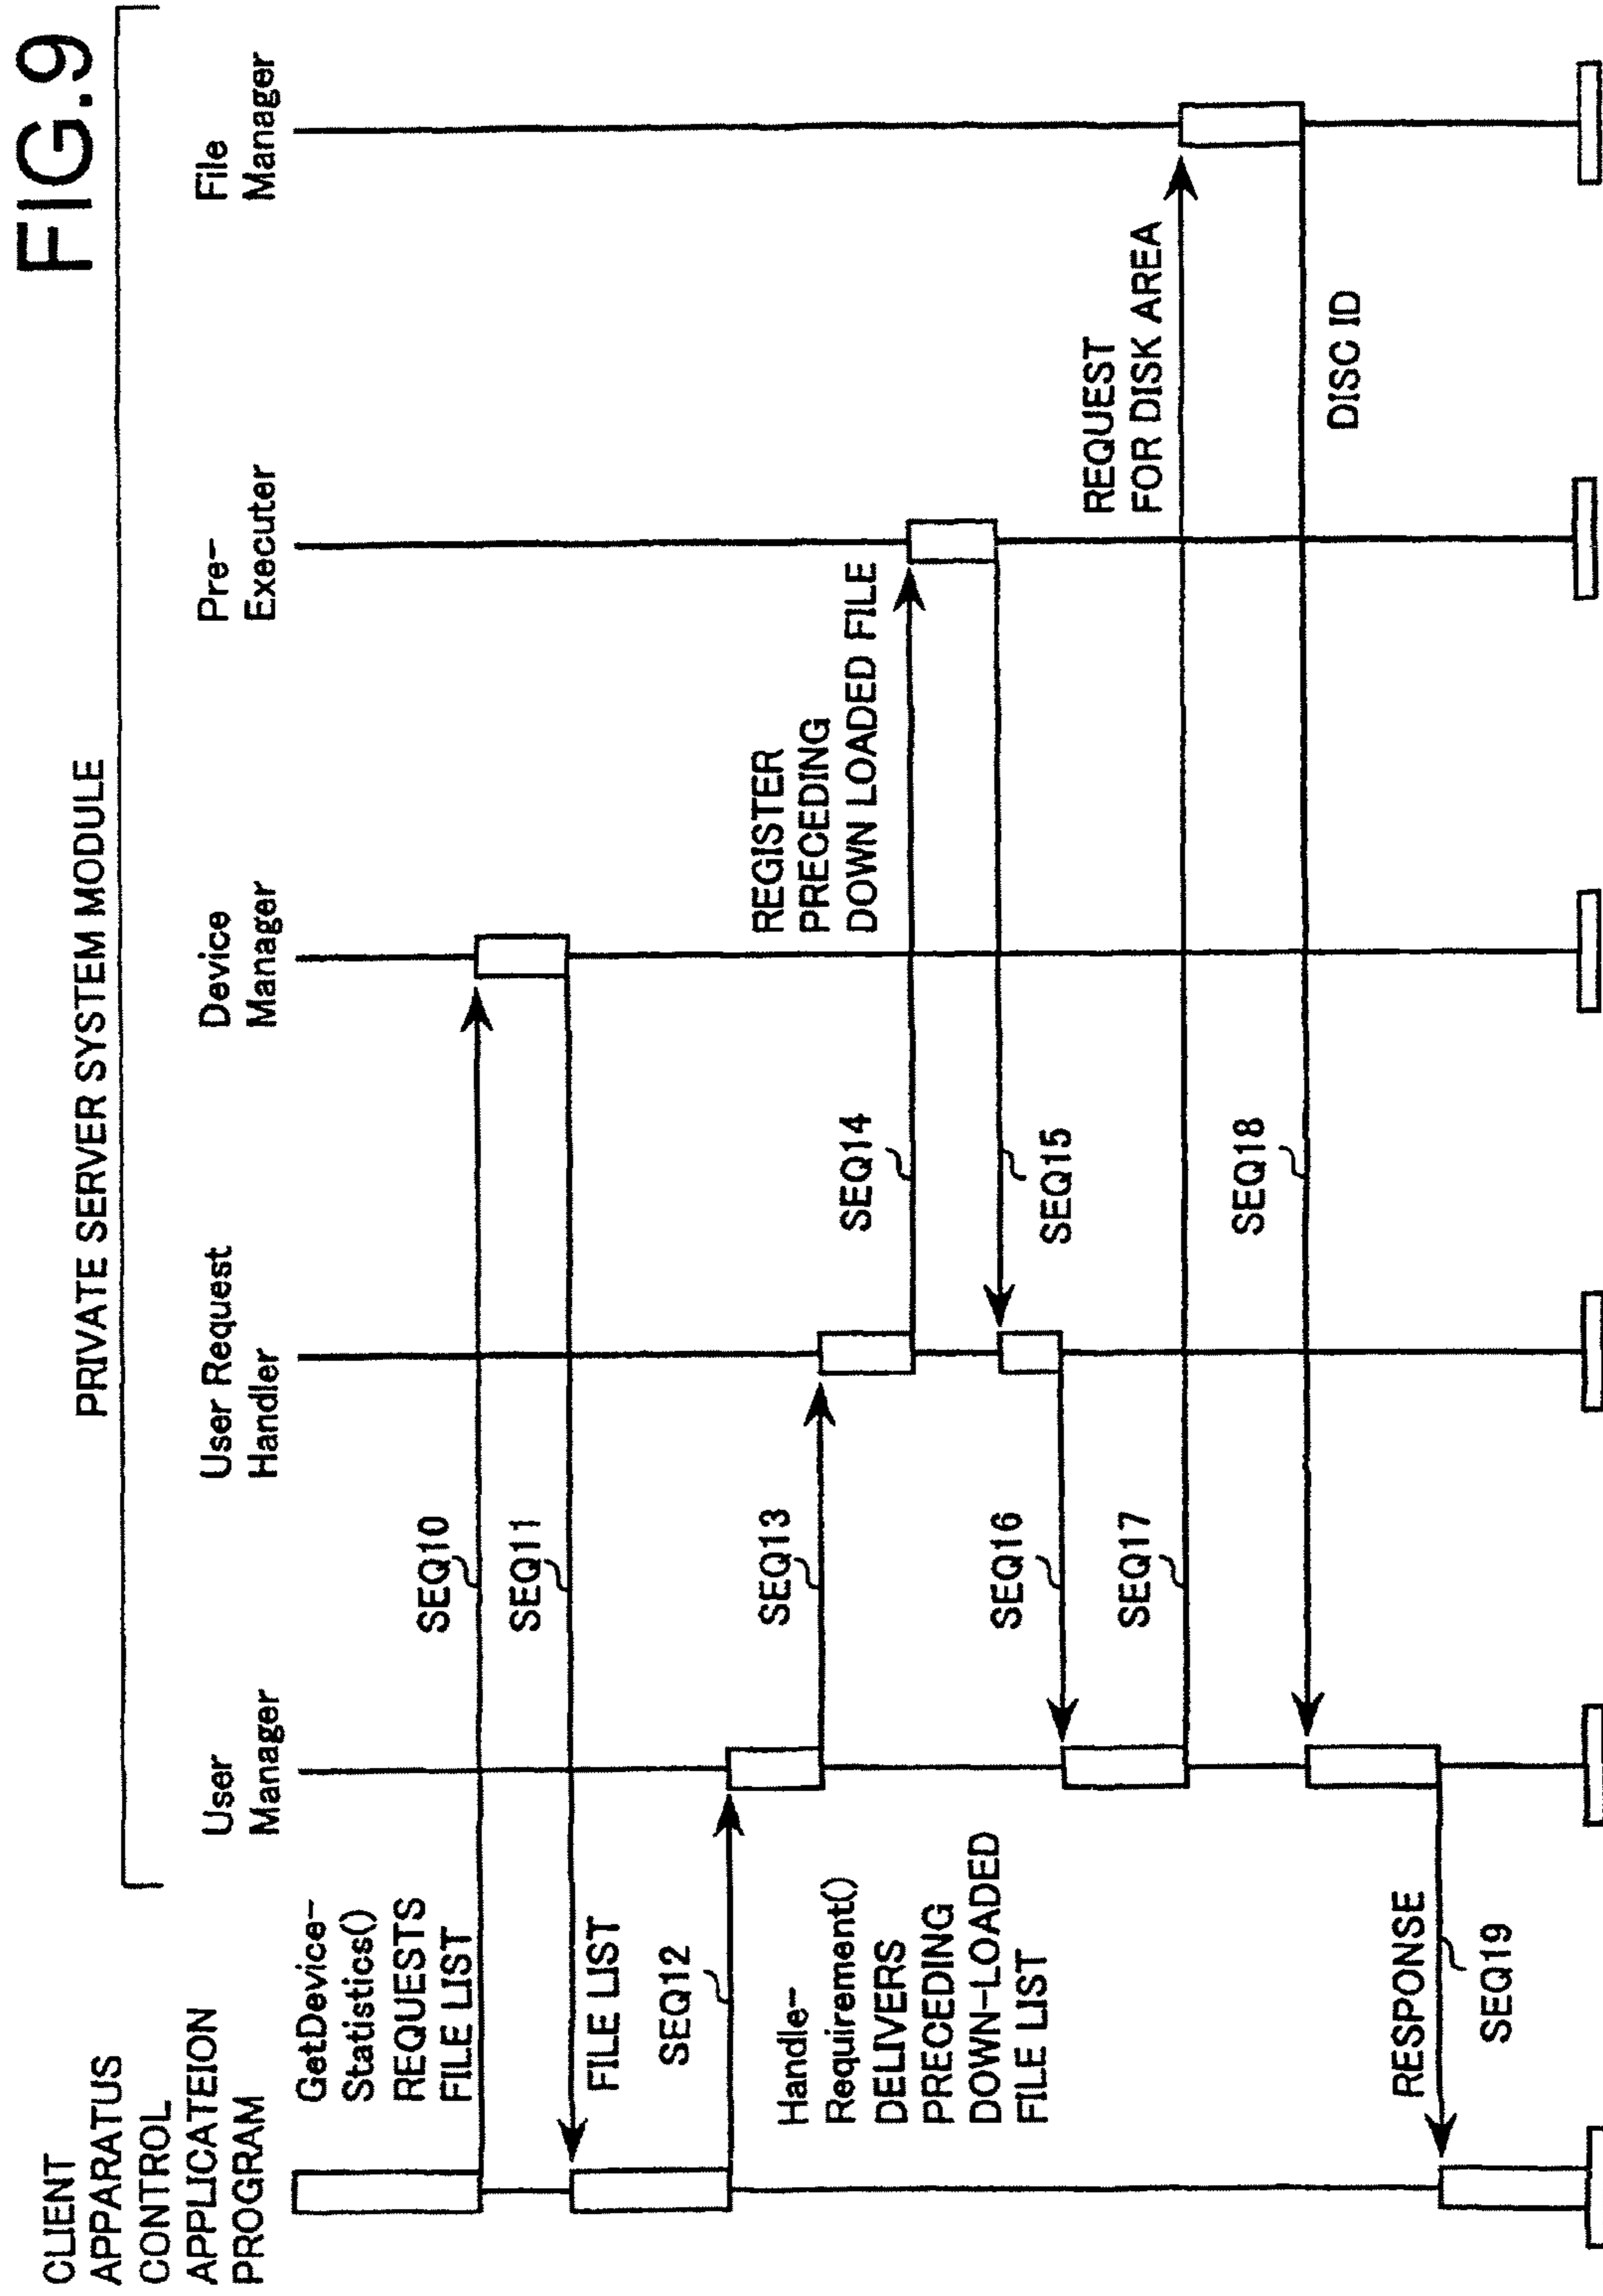 FIG.9
PRIVATE SERVER SYSTEM MODULE
CLIENT
APPARATUS
CONTROL
APPLICATEION
PROGRAM
User
Manager
User Request
Handler
Device
Manager
Pre-
Executer
File
Manager
GetDevice-
Statistics()
REQUESTS
FILE LIST
SEQ10
SEQ11
FILE LIST
SEQ12
Handle-
Requirement()
DELIVERS
PRECEDING
DOWN-LOADED
FILE LIST
SEQ13
REGISTER
PRECEDING
DOWN LOADED FILE
SEQ14
SEQ15
SEQ16
REQUEST
FOR DISK AREA
SEQ17
SEQ18
DISC ID
RESPONSE
SEQ19